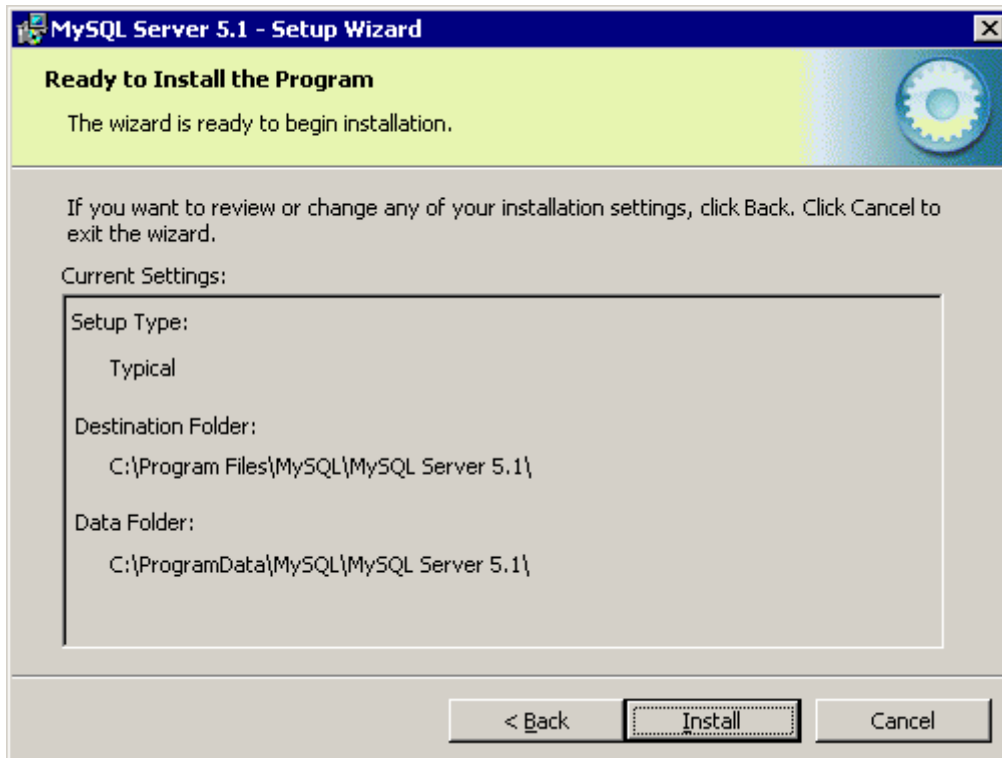 MySQL Server 5.1 - Setup Wizard
Ready to Install the Program
The wizard is ready to begin installation.
If you want to review or change any of your installation settings, click Back. Click Cancel to
exit the wizard.
Current Settings:
Setup Type:
Typical
Destination Folder:
C:\Program Files\MySQL\MySQL Server 5.1\
Data Folder:
C:\ProgramData\MySQL\MySQL Server 5.1\
< Back
Install
Cancel